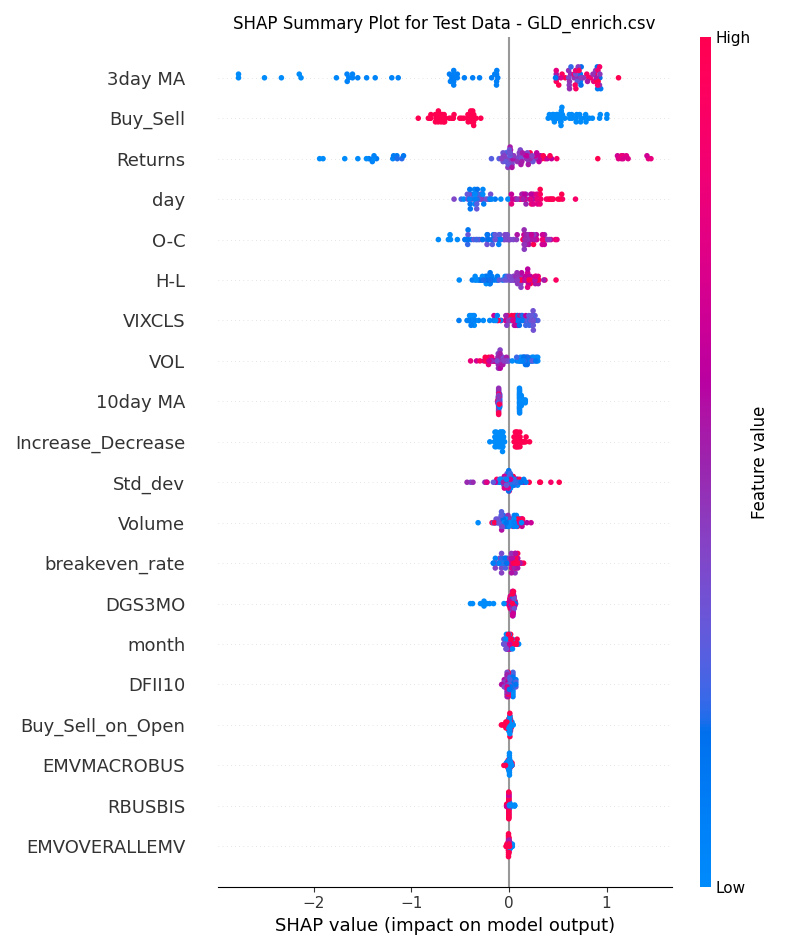 SHAP Summary Plot for Test Data - GLD_enrich.csv
High
3day MA
Buy_Sell
Returns
day
O-C
H-L
VIXCLS
VOL
10day MA
Increase_Decrease
Std_dev
Volume
breakeven_rate
DGS3MO
month
DFII10
Buy_Sell_on_Open
EMVMACROBUS
RBUSBIS
EMVOVERALLEMV
Feature value
Low
−2 −1 0 1
SHAP value (impact on model output)